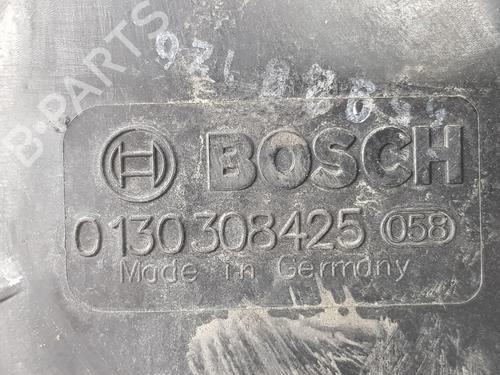 B-PARTS
BOSCH
0 130 308 425 058
Made in Germany